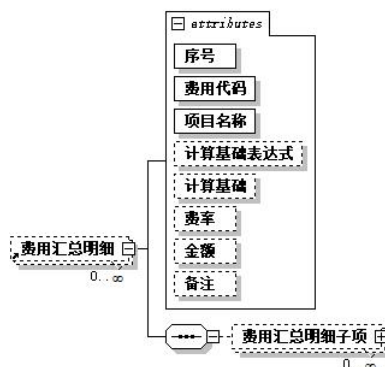 attributes
序号
费用代码
项目名称
计算基础表达式
计算基础
费率
金额
备注
费用汇总明细
0..∞
费用汇总明细子项
0..∞